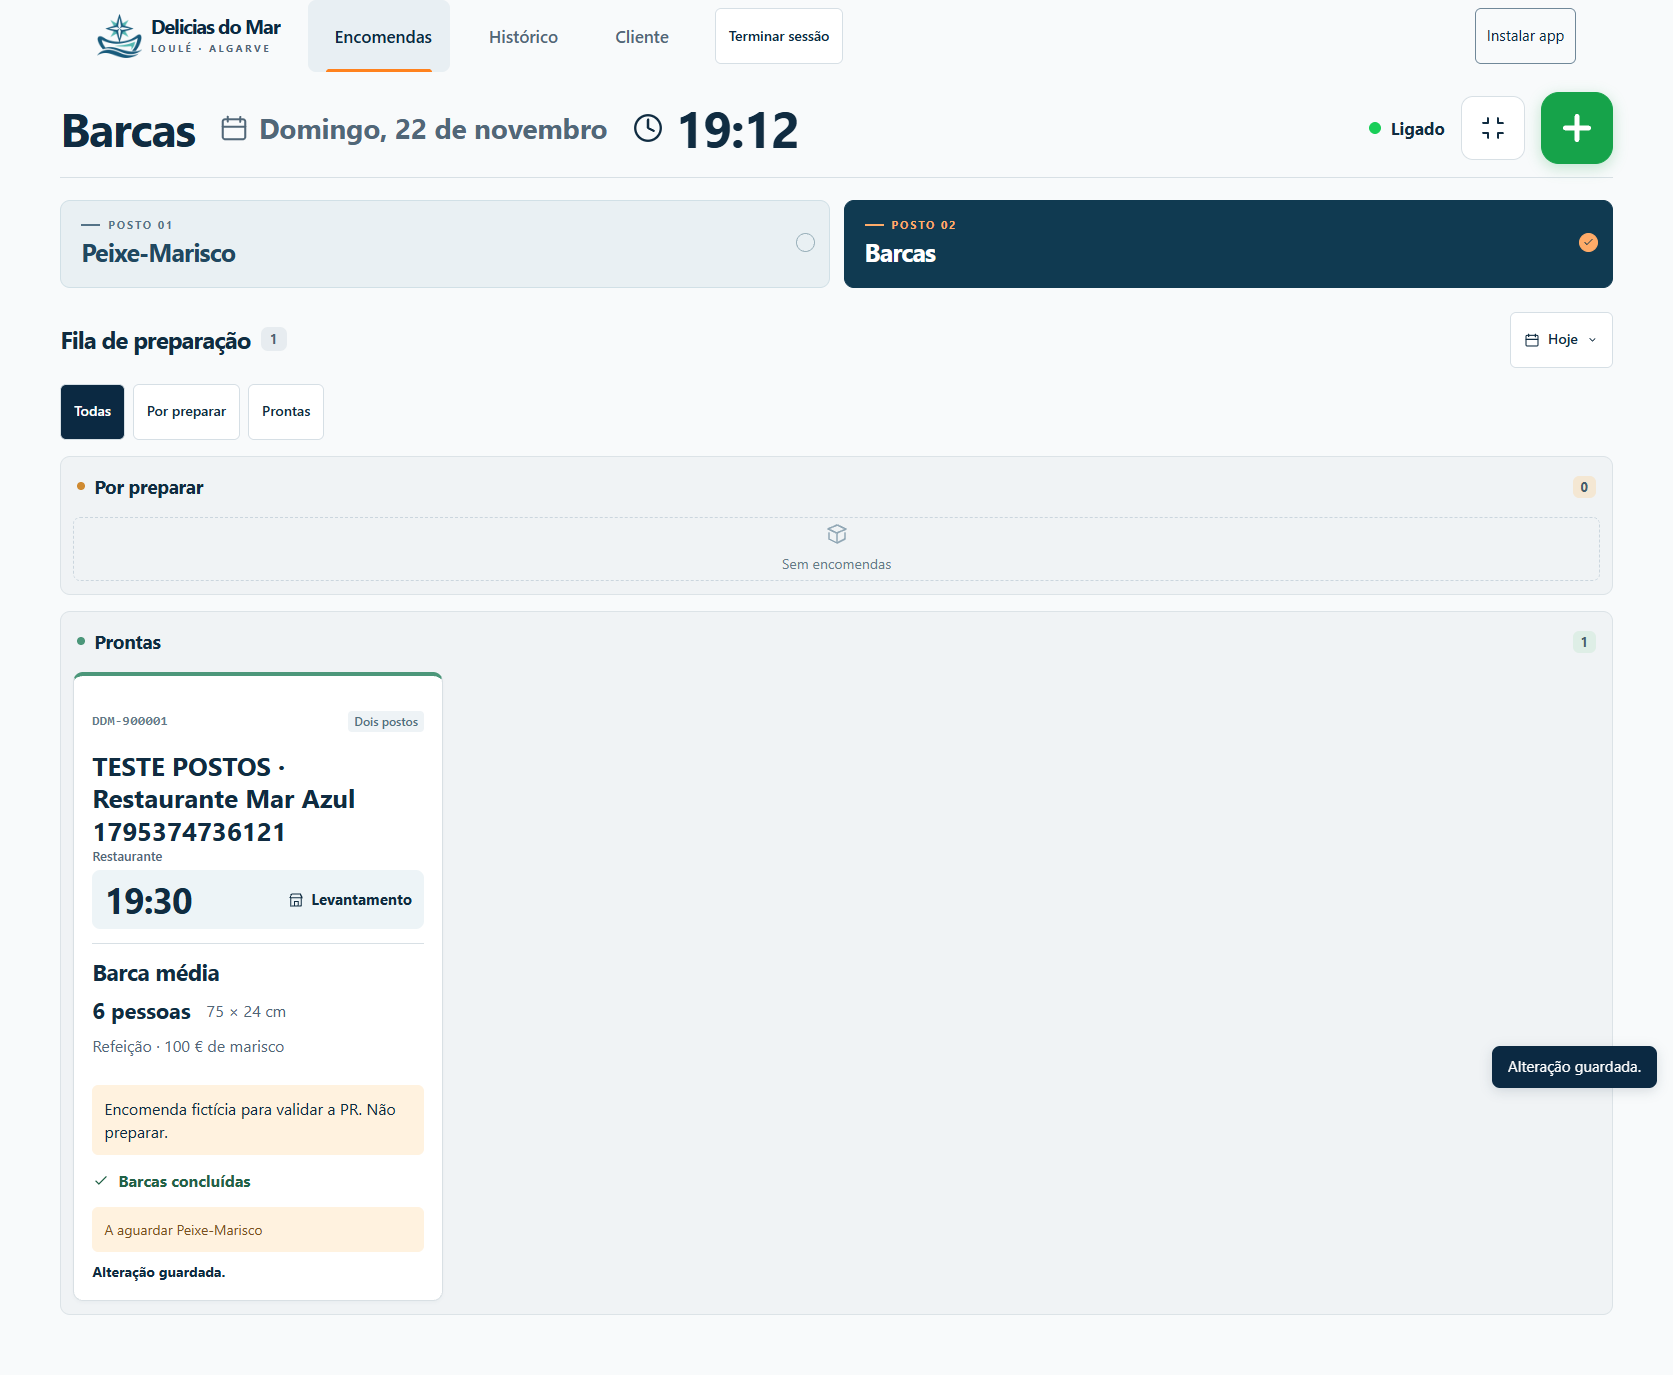 Delicias do Mar
LOULÉ · ALGARVE
Encomendas
Histórico
Cliente
Terminar sessão
Instalar app
Barcas
Domingo, 22 de novembro
19:12
Ligado
POSTO 01
Peixe-Marisco
POSTO 02
Barcas
Fila de preparação
1
Hoje
Todas
Por preparar
Prontas
Por preparar
0
Sem encomendas
Prontas
1
DDM-900001
Dois postos
TESTE POSTOS ·
Restaurante Mar Azul
1795374736121
Restaurante
19:30
Levantamento
Barca média
6 pessoas
75 × 24 cm
Refeição · 100 € de marisco
Encomenda fictícia para validar a PR. Não
preparar.
Barcas concluídas
A aguardar Peixe-Marisco
Alteração guardada.
Alteração guardada.